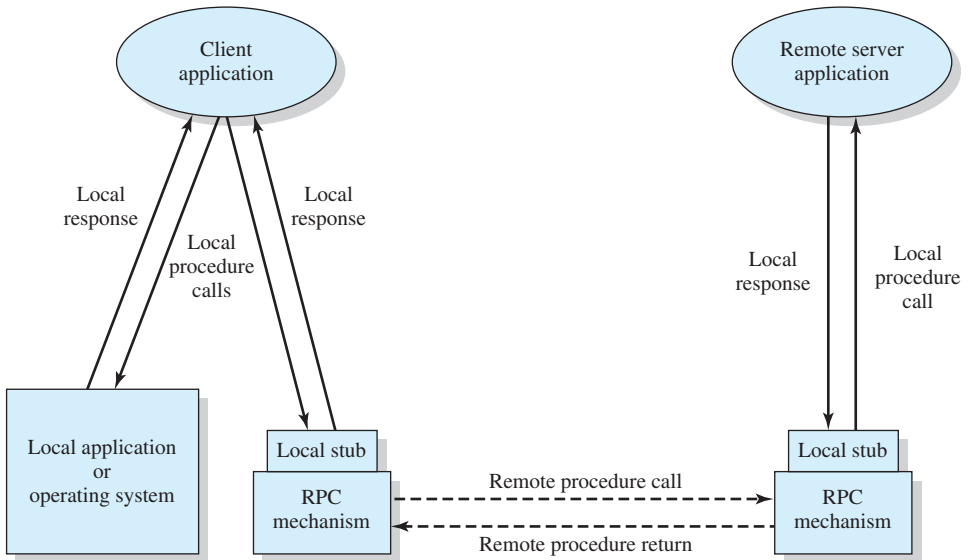 Client
application
Remote server
application
Local
response
Local
procedure
calls
Local
response
Local
response
Local
procedure
call
Local application
or
operating system
Local stub
RPC
mechanism
Remote procedure call
Remote procedure return
Local stub
RPC
mechanism